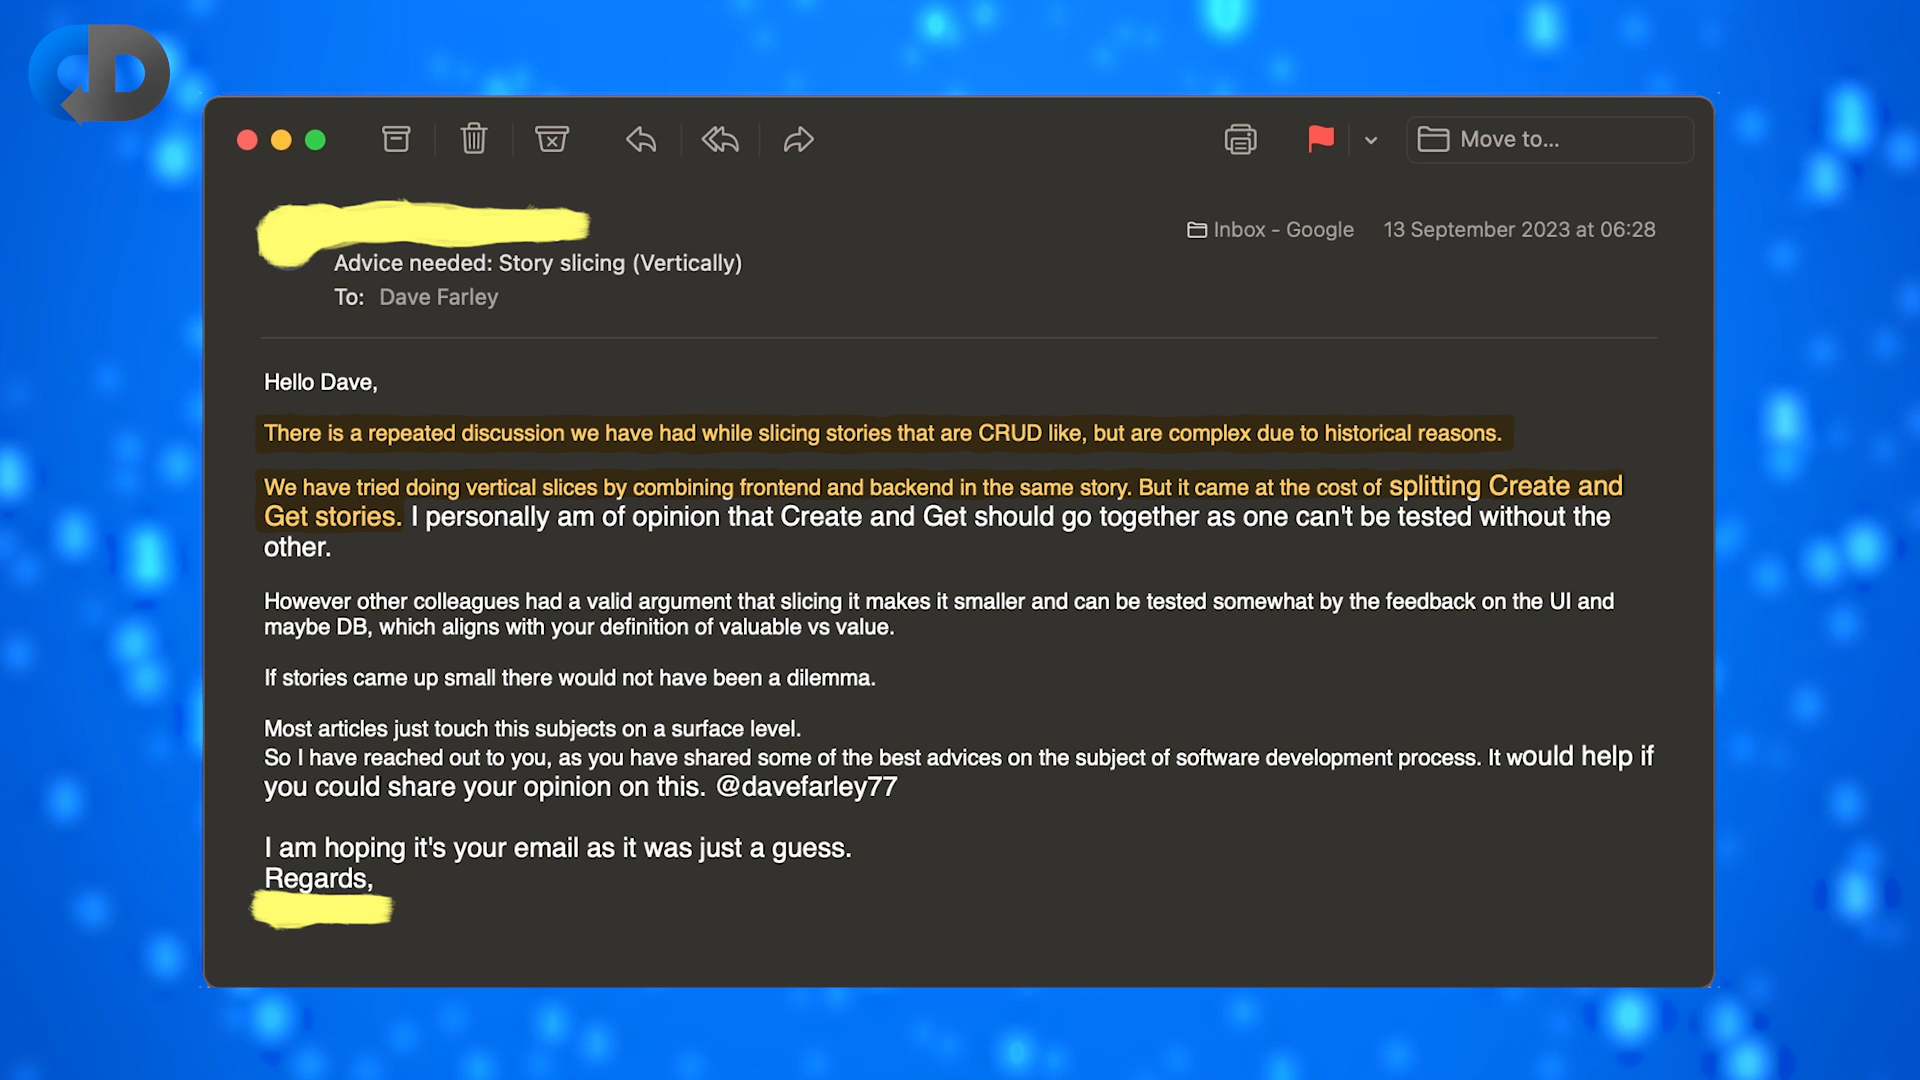 CD
Move to...
Inbox - Google 13 September 2023 at 06:28
Advice needed: Story slicing (Vertically)
To: Dave Farley
Hello Dave,
There is a repeated discussion we have had while slicing stories that are CRUD like, but are complex due to historical reasons.
We have tried doing vertical slices by combining frontend and backend in the same story. But it came at the cost of splitting Create and
Get stories. I personally am of opinion that Create and Get should go together as one can't be tested without the
other.
However other colleagues had a valid argument that slicing it makes it smaller and can be tested somewhat by the feedback on the UI and
maybe DB, which aligns with your definition of valuable vs value.
If stories came up small there would not have been a dilemma.
Most articles just touch this subjects on a surface level.
So I have reached out to you, as you have shared some of the best advices on the subject of software development process. It would help if
you could share your opinion on this. @davefarley77
I am hoping it's your email as it was just a guess.
Regards,